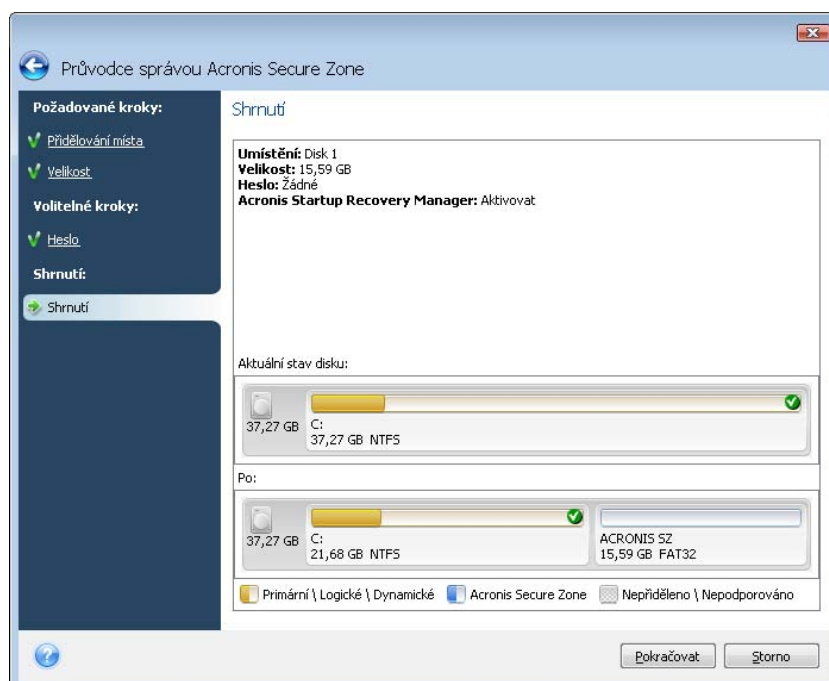 Průvodce správou Acronis Secure Zone
Požadované kroky:
Přidělování místa
Velikost
Volitelné kroky:
Heslo
Shrnutí:
Shrnutí
Shrnutí
Umístění: Disk 1
Velikost: 15,59 GB
Heslo: Žádné
Acronis Startup Recovery Manager: Aktivovat
Aktuální stav disku:
37,27 GB
C:
37,27 GB NTFS
Po:
37,27 GB
C:
21,68 GB NTFS
ACRONIS SZ
15,59 GB FAT32
Primární \ Logické \ Dynamické
Acronis Secure Zone
Nepřiděleno \ Nepodporováno
?
Pokračovat
Storno